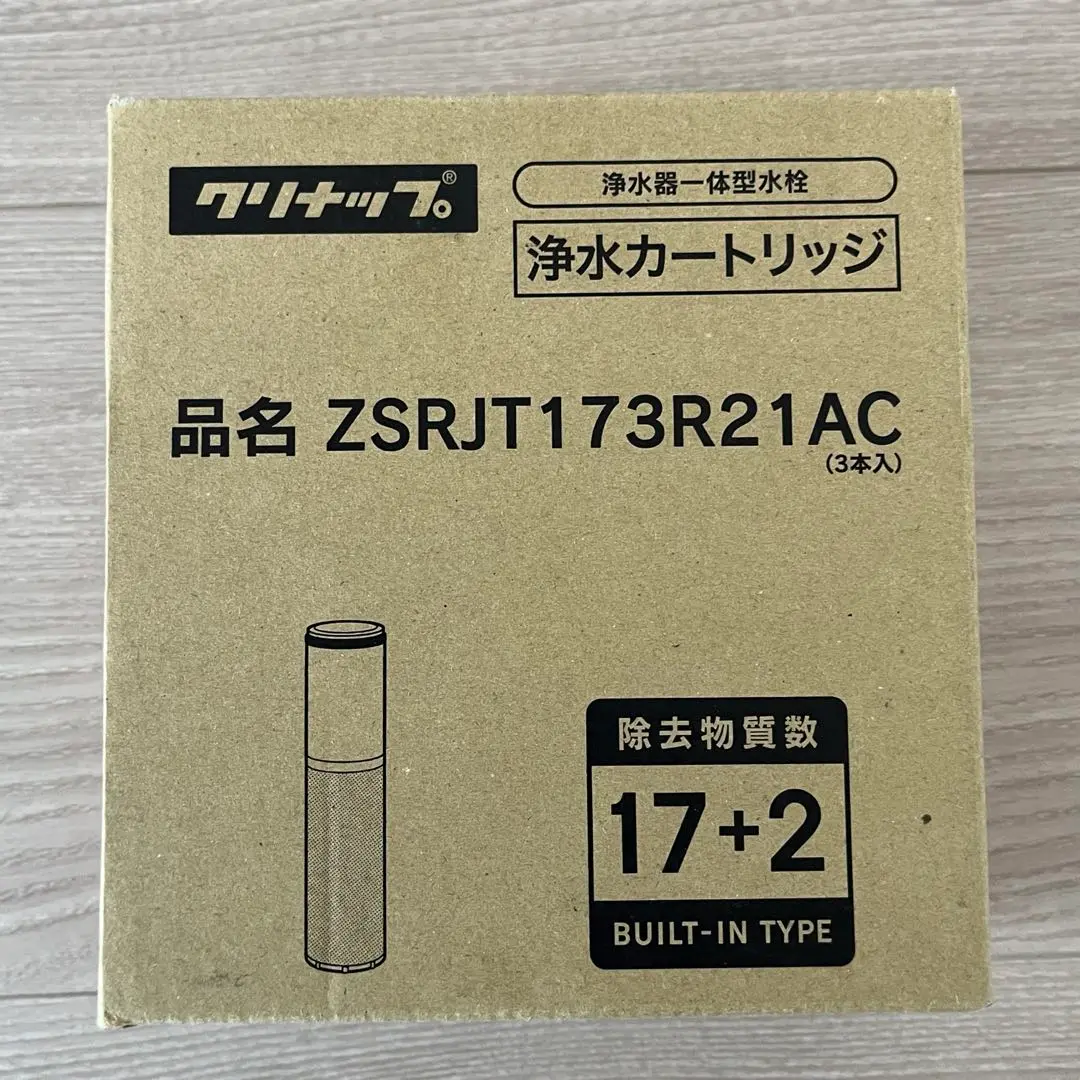 クリナップ®
浄水器一体型水栓
浄水カートリッジ
品名 ZSRJT173R21AC
(3本入)
除去物質数
17+2
BUILT-IN TYPE